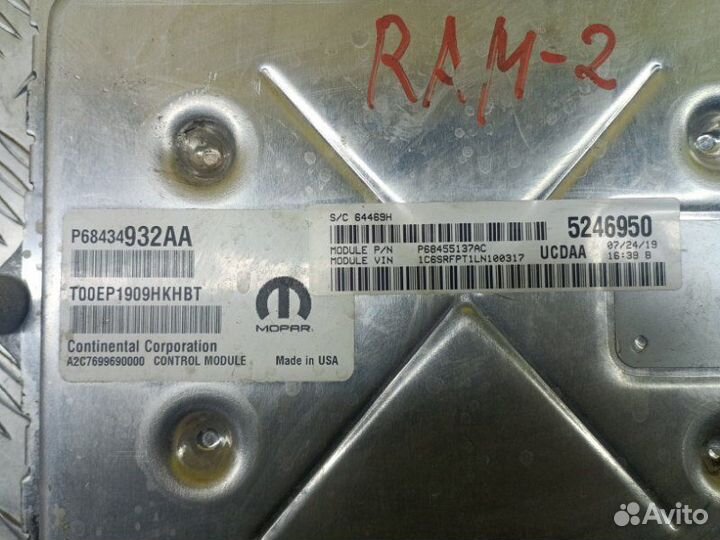 RAM-2
S/C 64469H
MODULE P/N P68455137AC
MODULE VIN 1C6SRFPT1LN100317
5246950
UCDAA 07/24/19
16:39 B
P68434932AA
T00EP1909HKHBT
MOPAR
Continental Corporation
A2C7699690000 CONTROL MODULE Made in USA
Avito